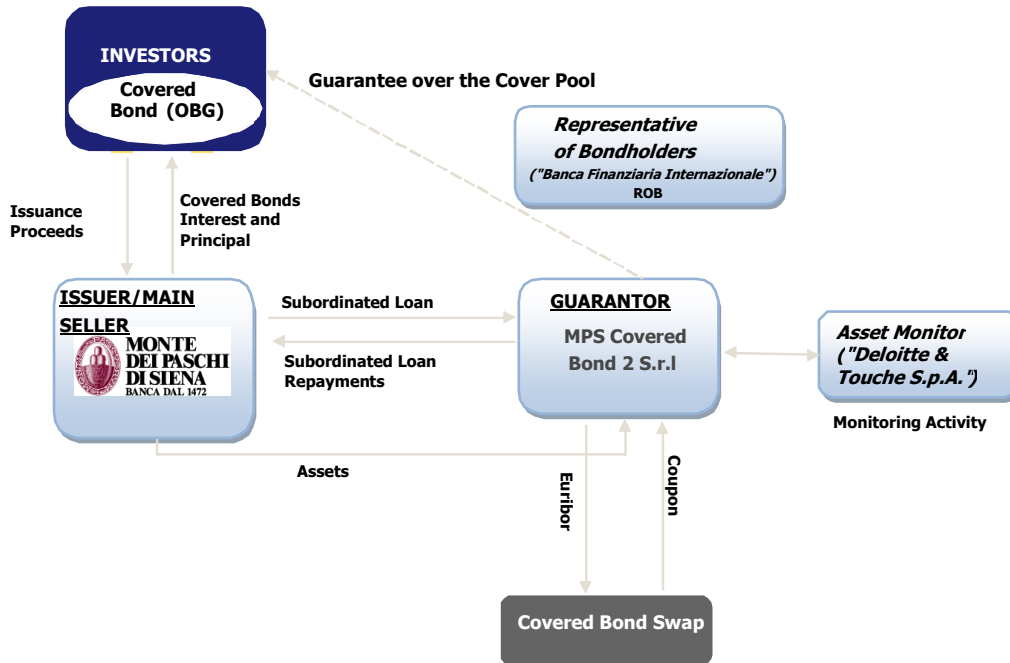 INVESTORS
Covered
Bond (OBG)
Guarantee over the Cover Pool
Representative
of Bondholders
("Banca Finanziaria Internazionale")
ROB
Issuance
Proceeds
Covered Bonds
Interest and
Principal
ISSUER/MAIN
SELLER
MONTE
DEI PASCHI
DI SIENA
BANCA DAL 1472
Subordinated Loan
Subordinated Loan
Repayments
GUARANTOR
MPS Covered
Bond 2 S.r.l
Asset Monitor
("Deloitte &
Touche S.p.A.")
Monitoring Activity
Assets
Euribor
Coupon
Covered Bond Swap